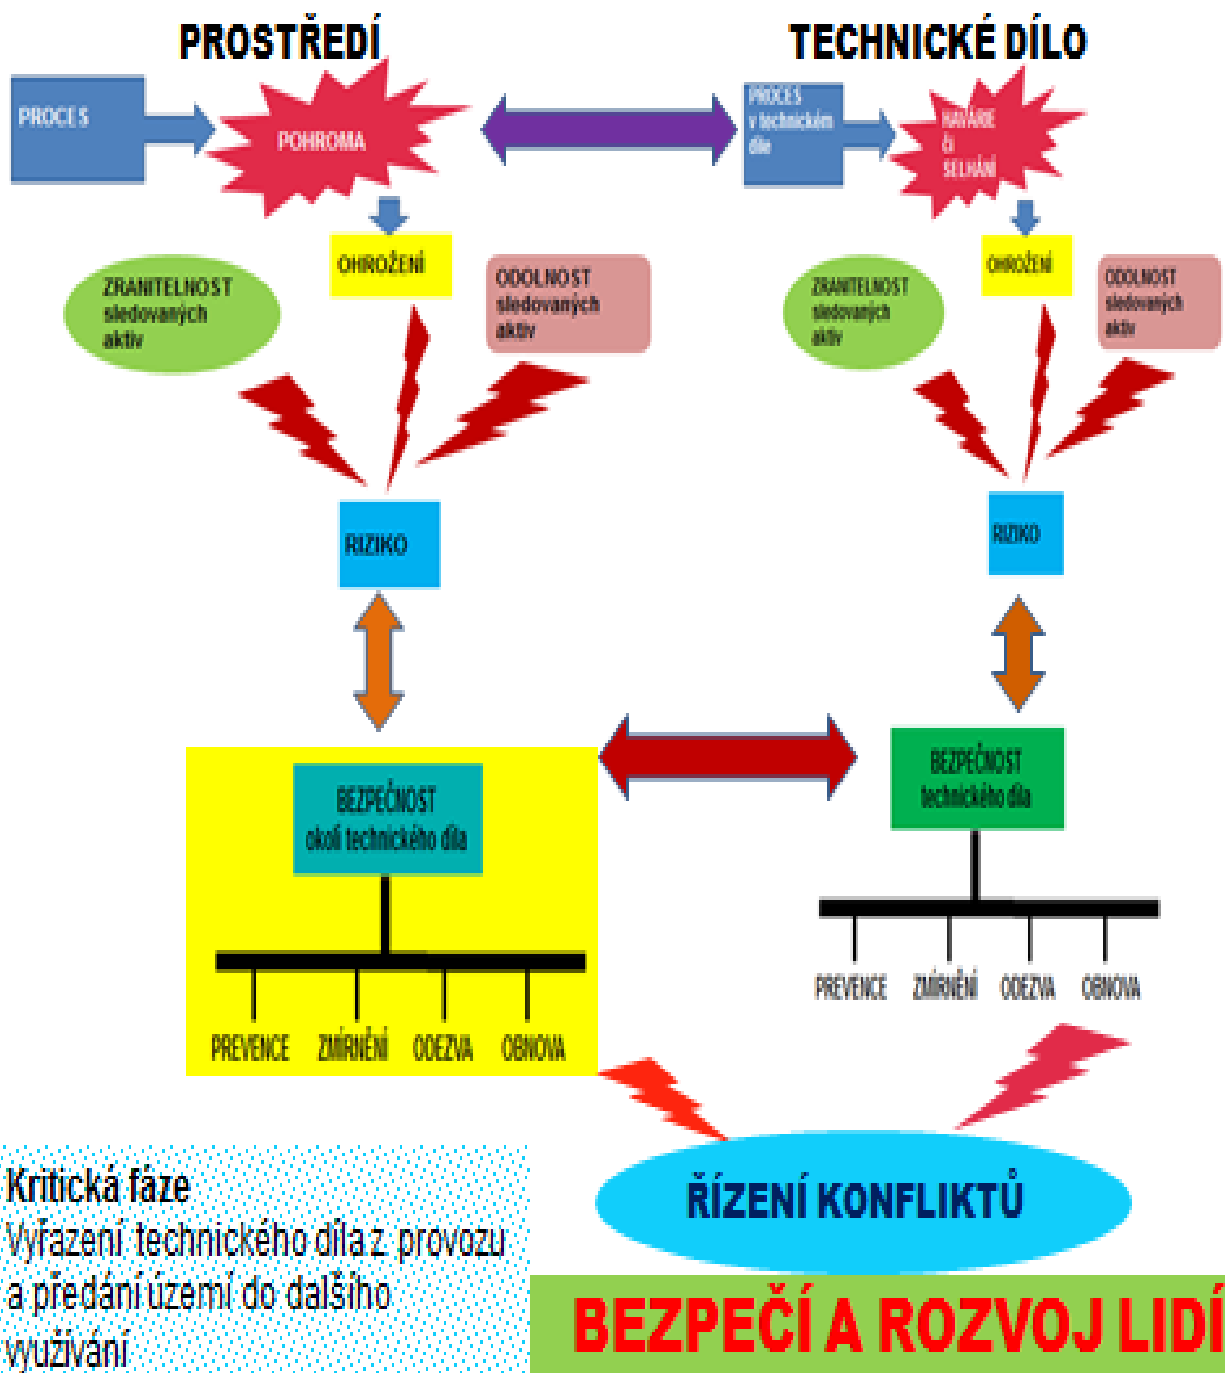 PROSTŘEDÍ
TECHNICKÉ DÍLO
PROCES
POHROMA
PROCES
v technickém
díle
HAVÁRIE
ČI
SELHÁNÍ
OHROŽENÍ
ZRANITELNOST
sledovaných
aktiv
ODOLNOST
sledovaných
aktiv
OHROŽENÍ
ZRANITELNOST
sledovaných
aktiv
ODOLNOST
sledovaných
aktiv
RIZIKO
RIZIKO
BEZPEČNOST
okolí technického díla
BEZPEČNOST
technického díla
PREVENCE
ZMÍRNĚNÍ
ODEZVA
OBNOVA
PREVENCE
ZMÍRNĚNÍ
ODEZVA
OBNOVA
ŘÍZENÍ KONFLIKTŮ
Kritická fáze
Vyřazení technického díla z provozu
a předání území do dalšího
využívání
BEZPEČÍ A ROZVOJ LIDÍ